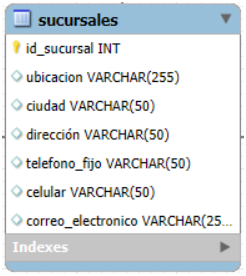 sucursales
id_sucursal INT
ubicacion VARCHAR(255)
ciudad VARCHAR(50)
dirección VARCHAR(50)
telefono_fijo VARCHAR(50)
celular VARCHAR(50)
correo_electronico VARCHAR(25...
Indexes